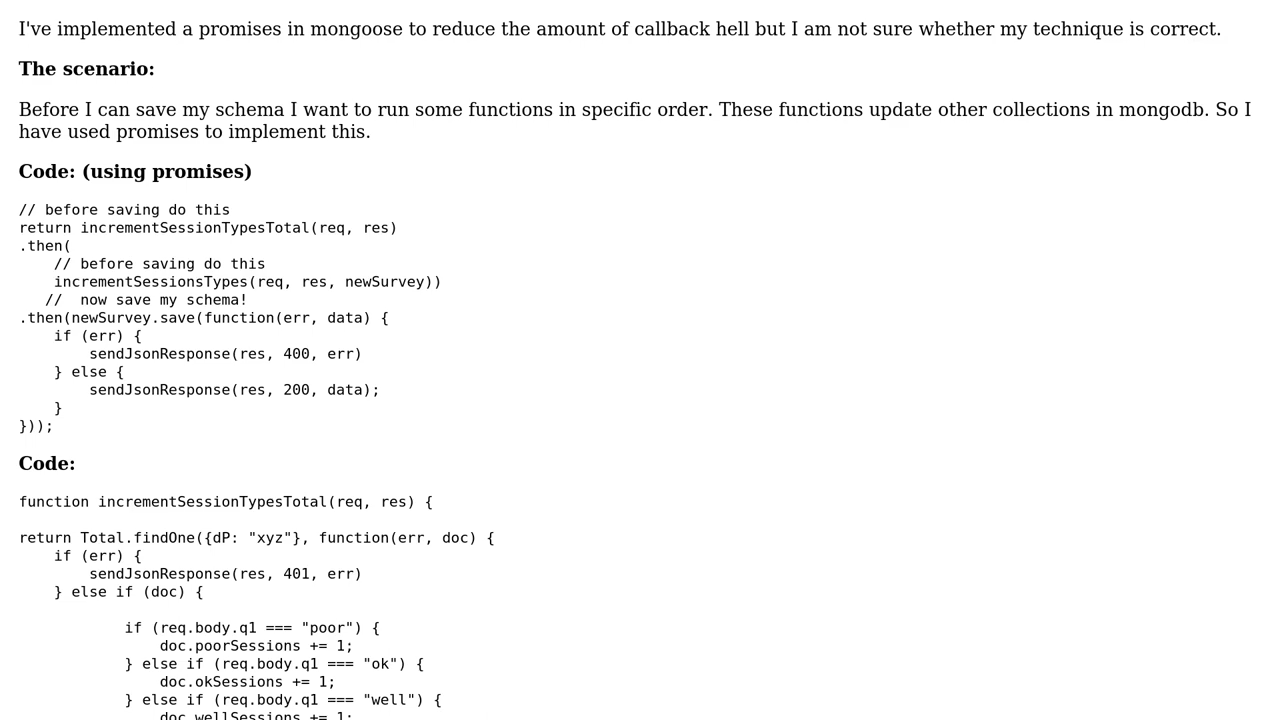 I've implemented a promises in mongoose to reduce the amount of callback hell but I am not sure whether my technique is correct.
The scenario:
Before I can save my schema I want to run some functions in specific order. These functions update other collections in mongodb. So I
have used promises to implement this.
Code: (using promises)
// before saving do this
return incrementSessionTypesTotal(req, res)
.then(
    // before saving do this
    incrementSessionsTypes(req, res, newSurvey))
   //  now save my schema!
.then(newSurvey.save(function(err, data) {
    if (err) {
        sendJsonResponse(res, 400, err)
    } else {
        sendJsonResponse(res, 200, data);
    }
}));
Code:
function incrementSessionTypesTotal(req, res) {
return Total.findOne({dP: "xyz"}, function(err, doc) {
    if (err) {
        sendJsonResponse(res, 401, err)
    } else if (doc) {
            if (req.body.q1 === "poor") {
                doc.poorSessions += 1;
            } else if (req.body.q1 === "ok") {
                doc.okSessions += 1;
            } else if (req.body.q1 === "well") {
                doc.wellSessions += 1;